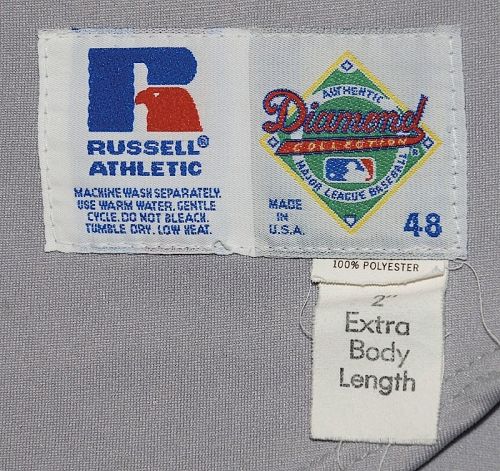 RUSSELL®
ATHLETIC
MACHINE WASH SEPARATELY.
USE WARM WATER. GENTLE
CYCLE. DO NOT BLEACH.
TUMBLE DRY. LOW HEAT.
AUTHENTIC
Diamond
COLLECTION
MAJOR LEAGUE BASEBALL®
MADE
IN
U.S.A.
48
100% POLYESTER
2"
Extra
Body
Length